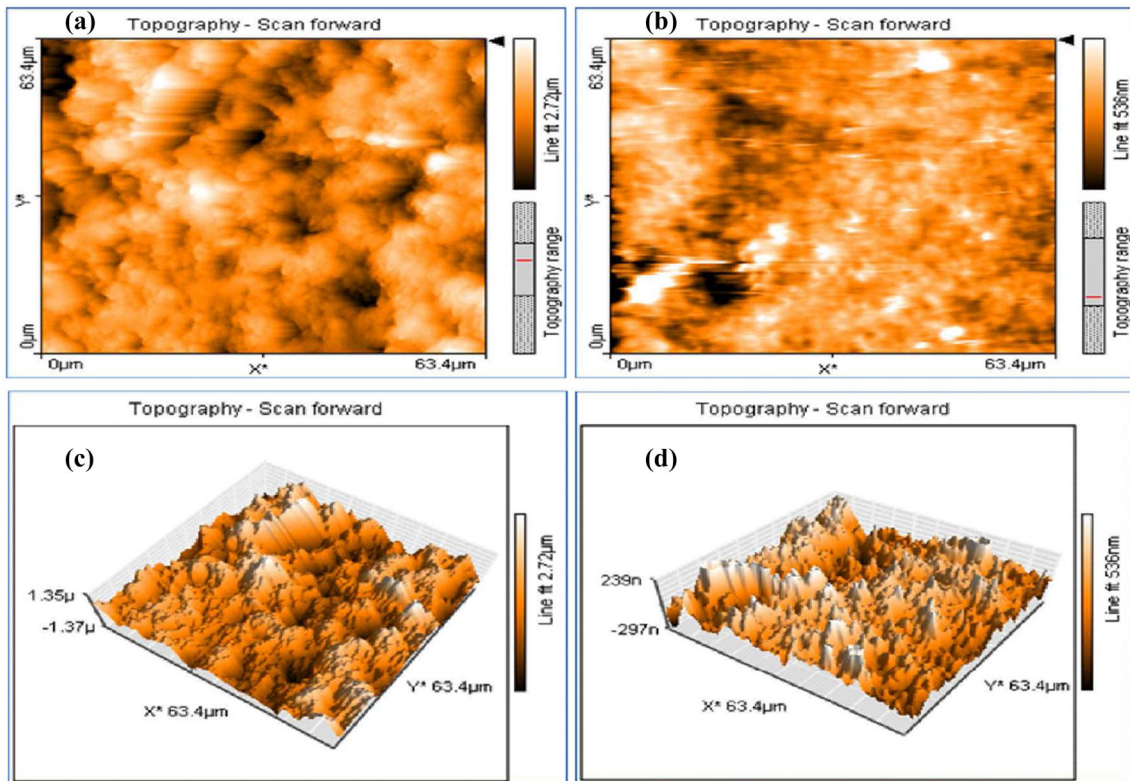 (a) Topography - Scan forward
63.4µm
Y*
0µm
0µm X* 63.4µm
Line fit 2.72µm
Topography range
(b) Topography - Scan forward
63.4µm
Y*
0µm
0µm X* 63.4µm
Line fit 536nm
Topography range
Topography - Scan forward
(c)
1.35µ
-1.37µ
X* 63.4µm
Y* 63.4µm
Line fit 2.72µm
Topography - Scan forward
(d)
239n
-297n
X* 63.4µm
Y* 63.4µm
Line fit 536nm